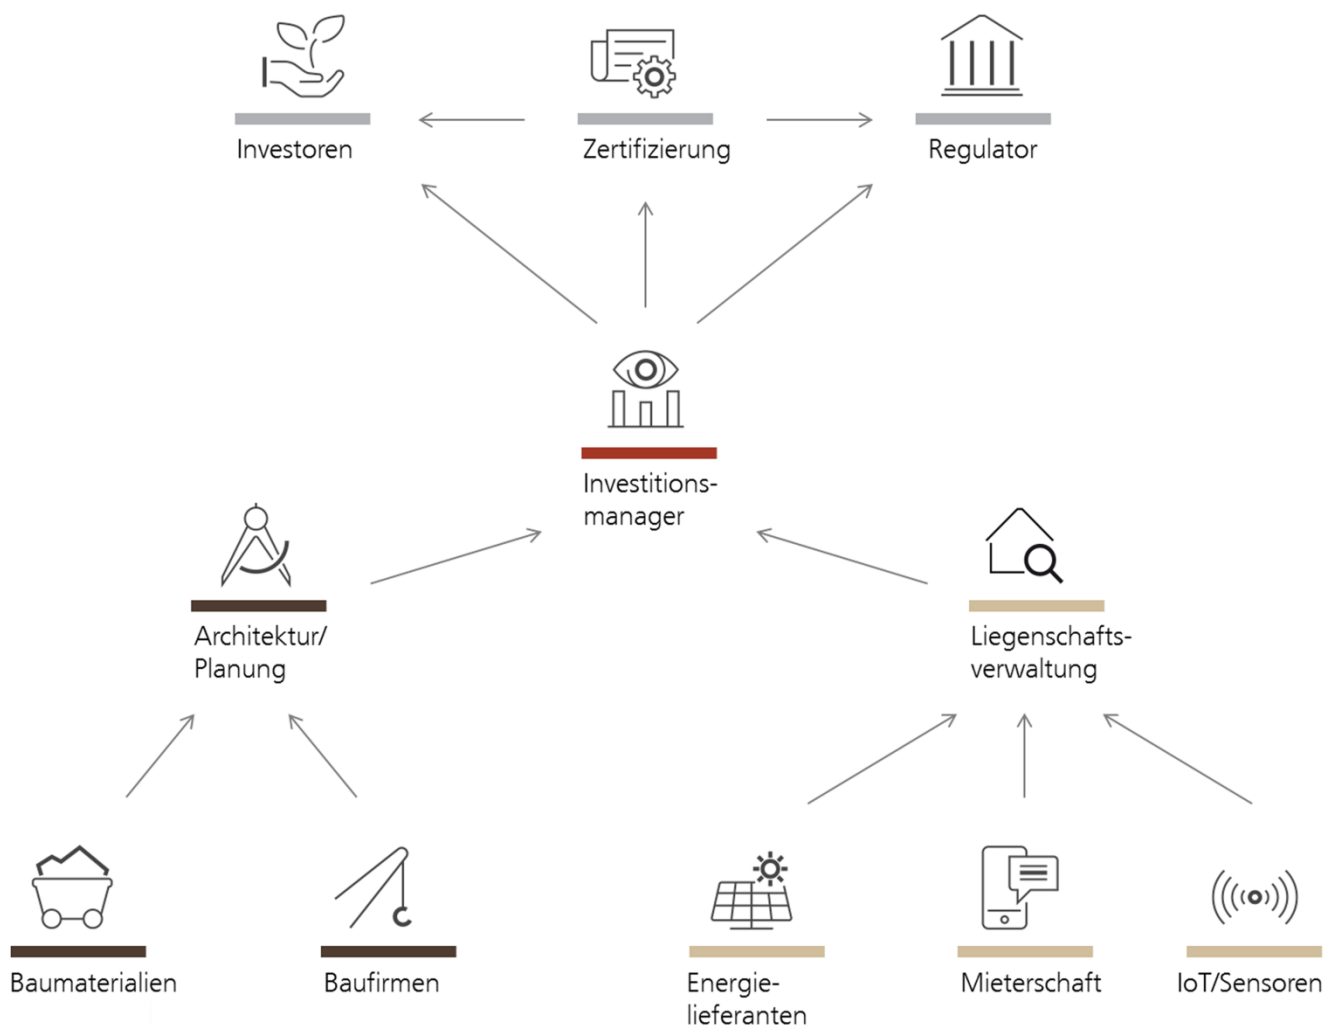 Investoren
Zertifizierung
Regulator
Investitions-
manager
Architektur/
Planung
Liegenschafts-
verwaltung
Baumaterialien
Baufirmen
Energie-
lieferanten
Mieterschaft
IoT/Sensoren